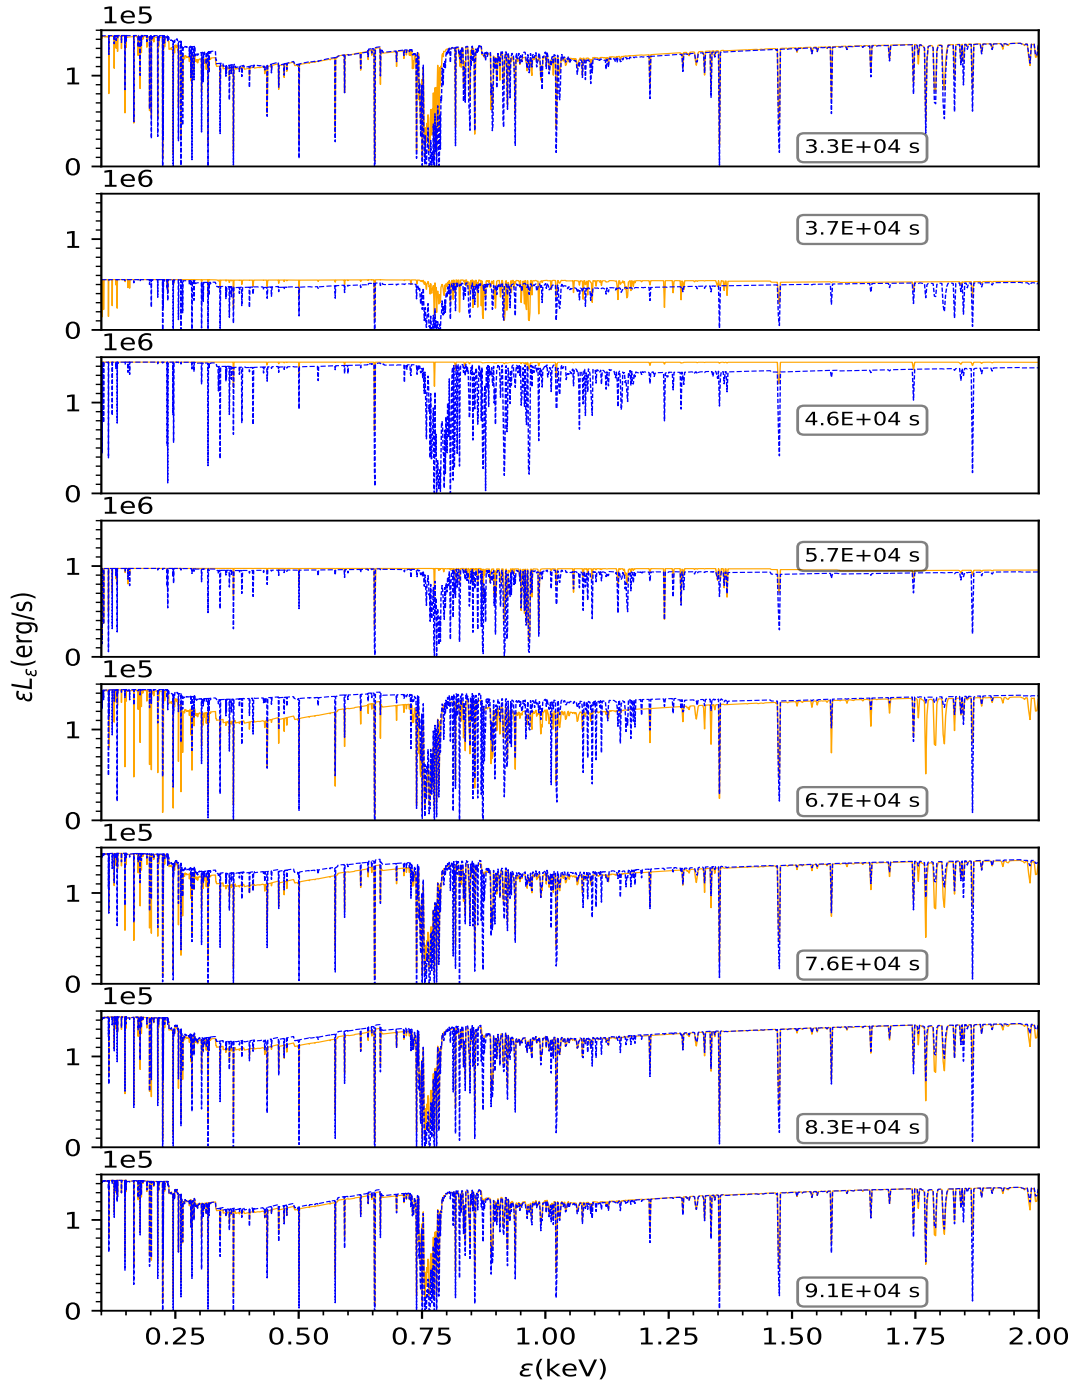 1e5
1
0
3.3E+04 s
1e6
1
0
3.7E+04 s
1e6
1
0
4.6E+04 s
1e6
1
0
5.7E+04 s
εLε(erg/s)
1e5
1
0
6.7E+04 s
1e5
1
0
7.6E+04 s
1e5
1
0
8.3E+04 s
1e5
1
0
9.1E+04 s
0.25 0.50 0.75 1.00 1.25 1.50 1.75 2.00
ε(keV)